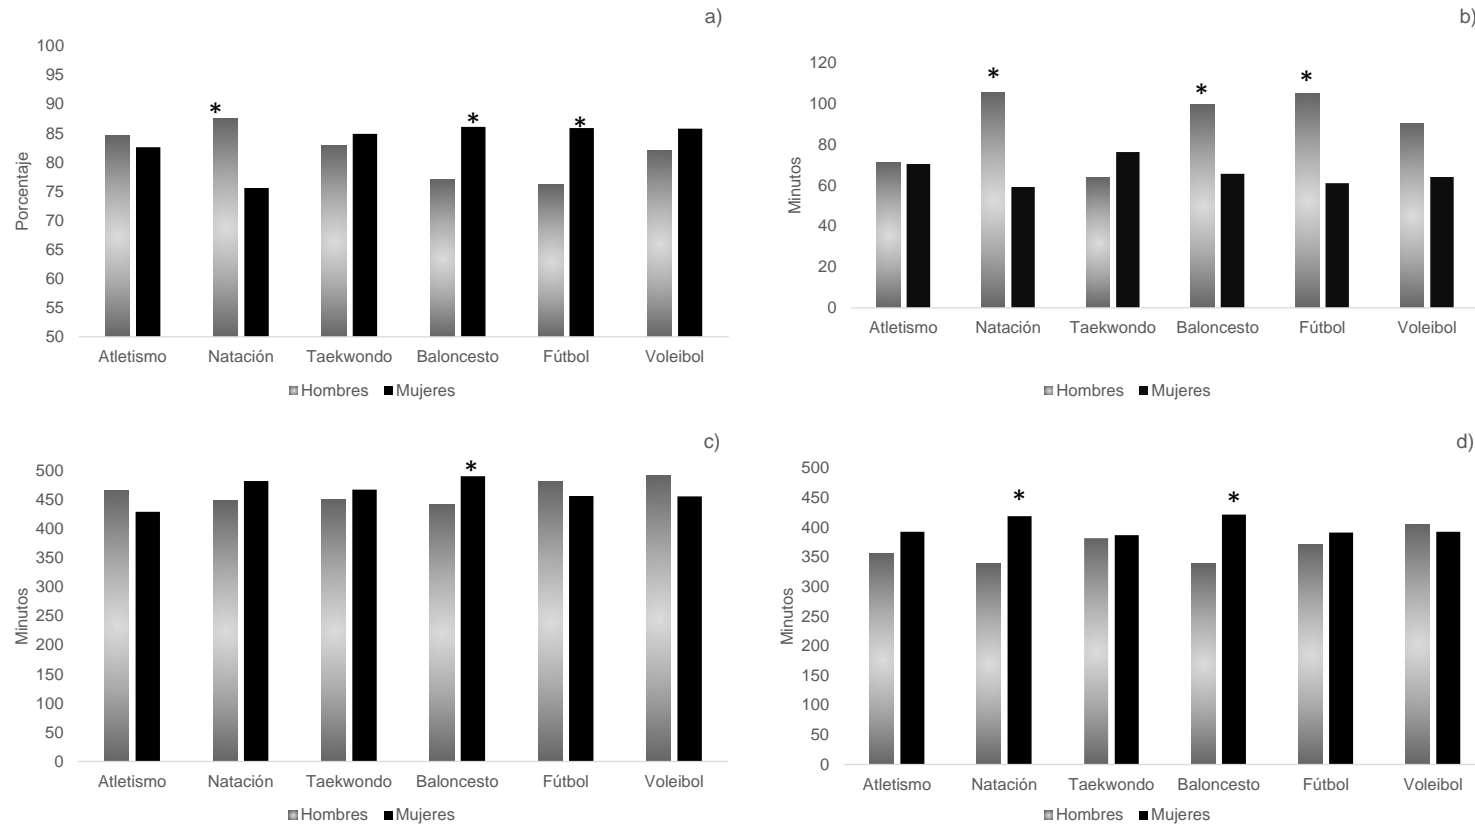 a)
100
95
90
85
80
75
70
65
60
55
50
Porcentaje
* * *
Atletismo Natación Taekwondo Baloncesto Fútbol Voleibol
Hombres Mujeres
b)
120
100
80
60
40
20
0
Minutos
* * *
Atletismo Natación Taekwondo Baloncesto Fútbol Voleibol
Hombres Mujeres
c)
500
450
400
350
300
250
200
150
100
50
0
Minutos
*
Atletismo Natación Taekwondo Baloncesto Fútbol Voleibol
Hombres Mujeres
d)
500
450
400
350
300
250
200
150
100
50
0
Minutos
* *
Atletismo Natación Taekwondo Baloncesto Fútbol Voleibol
Hombres Mujeres